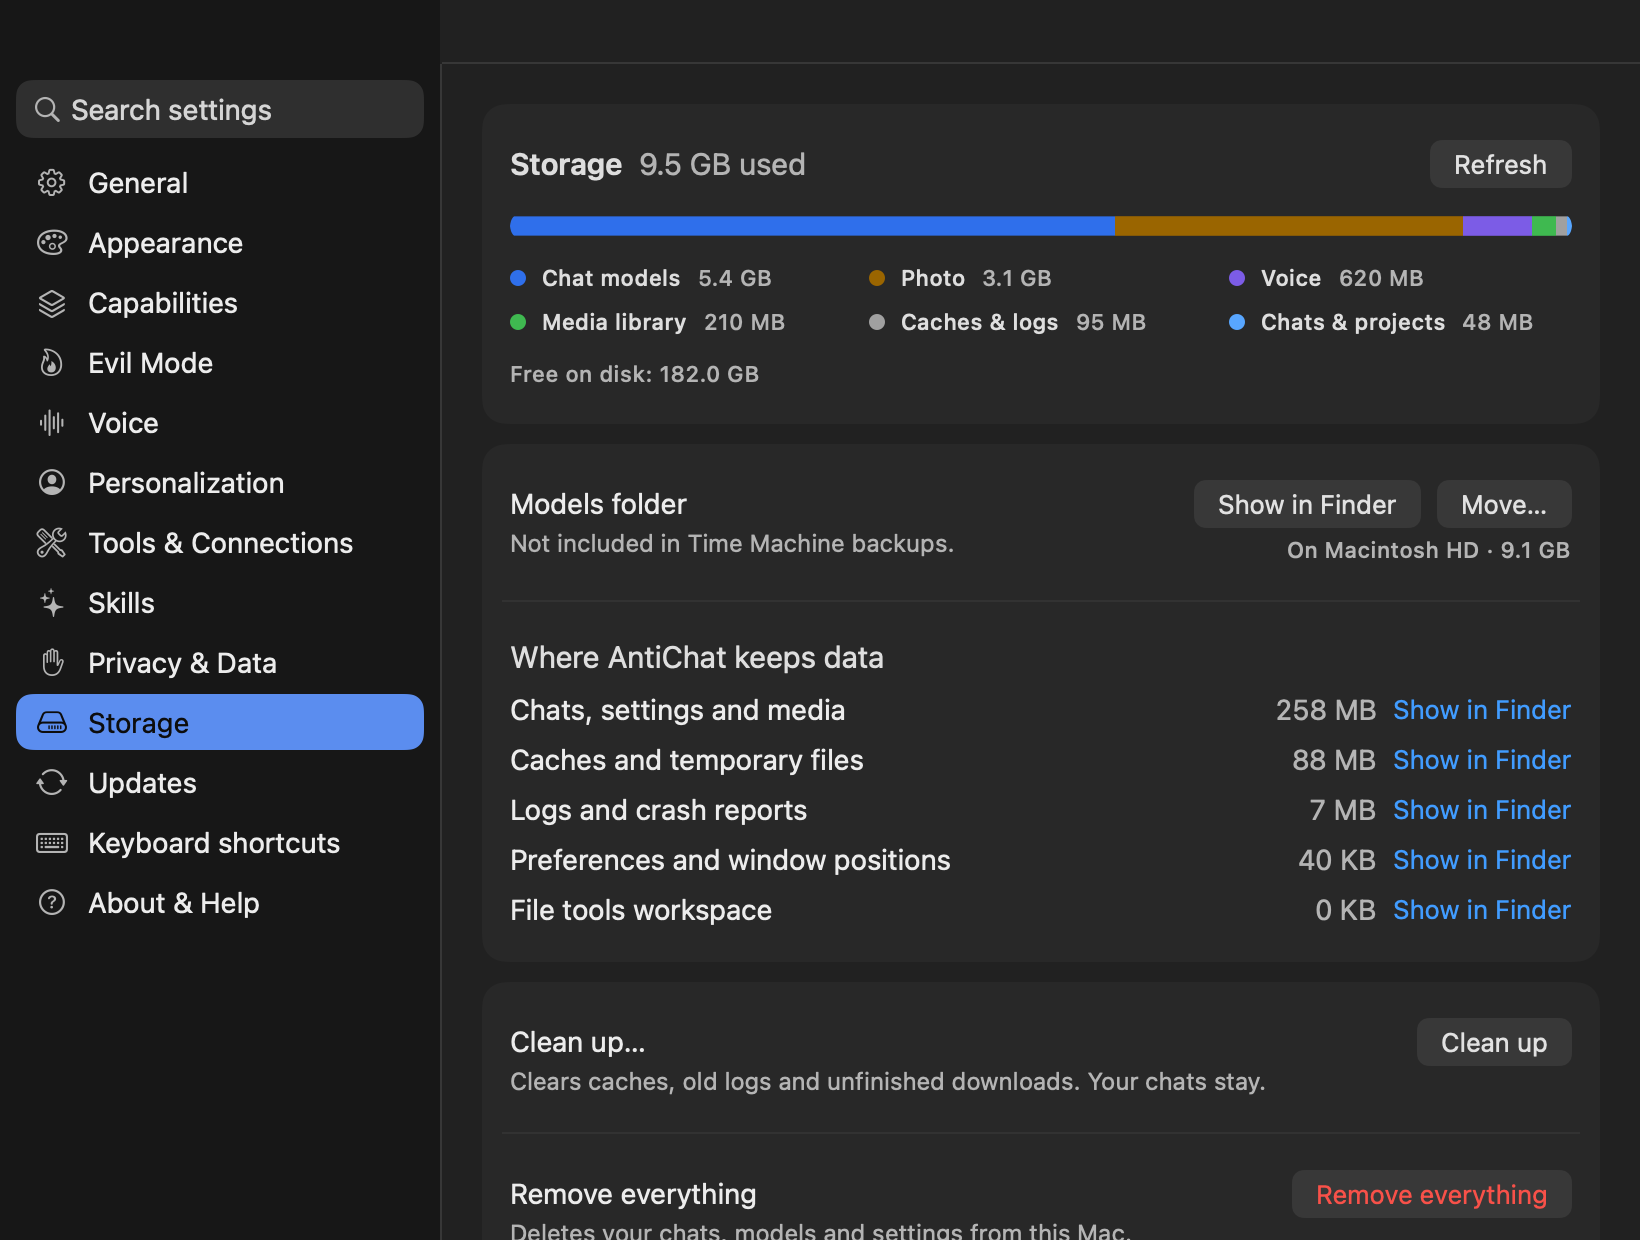 Search settings
General
Appearance
Capabilities
Evil Mode
Voice
Personalization
Tools & Connections
Skills
Privacy & Data
Storage
Updates
Keyboard shortcuts
About & Help
Storage 9.5 GB used
Refresh
Chat models 5.4 GB
Photo 3.1 GB
Voice 620 MB
Media library 210 MB
Caches & logs 95 MB
Chats & projects 48 MB
Free on disk: 182.0 GB
Models folder
Show in Finder
Move...
Not included in Time Machine backups.
On Macintosh HD · 9.1 GB
Where AntiChat keeps data
Chats, settings and media 258 MB Show in Finder
Caches and temporary files 88 MB Show in Finder
Logs and crash reports 7 MB Show in Finder
Preferences and window positions 40 KB Show in Finder
File tools workspace 0 KB Show in Finder
Clean up...
Clean up
Clears caches, old logs and unfinished downloads. Your chats stay.
Remove everything
Remove everything
Deletes your chats, models and settings from this Mac.